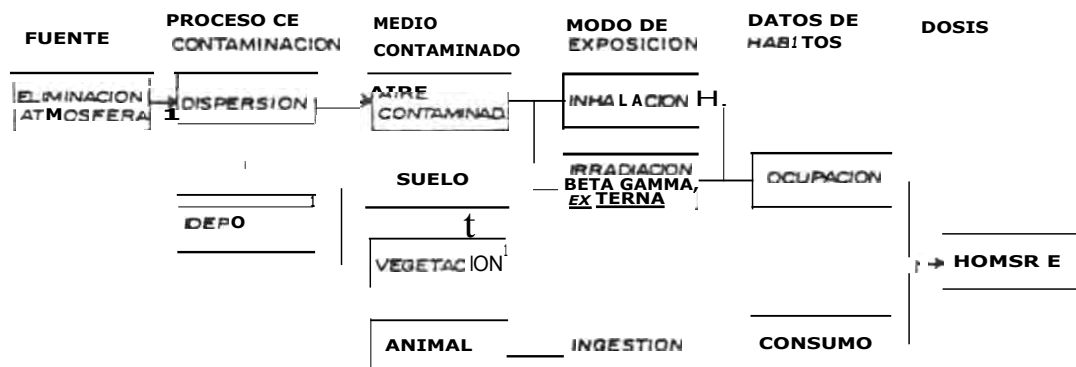 FUENTE
PROCESO CE
CONTAMINACION
MEDIO
CONTAMINADO
MODO DE
EXPOSICION
DATOS DE
HAB1TOS
DOSIS
ELIMINACION
ATMOSFERA
DISPERSION
AIRE
CONTAMINAD
INHALACION H.
IRRADIACION
BETA GAMMA,
EX TERNA
OCUPACION
SUELO
DEPO
t
VEGETACION
HOMSR E
ANIMAL
INGESTION
CONSUMO